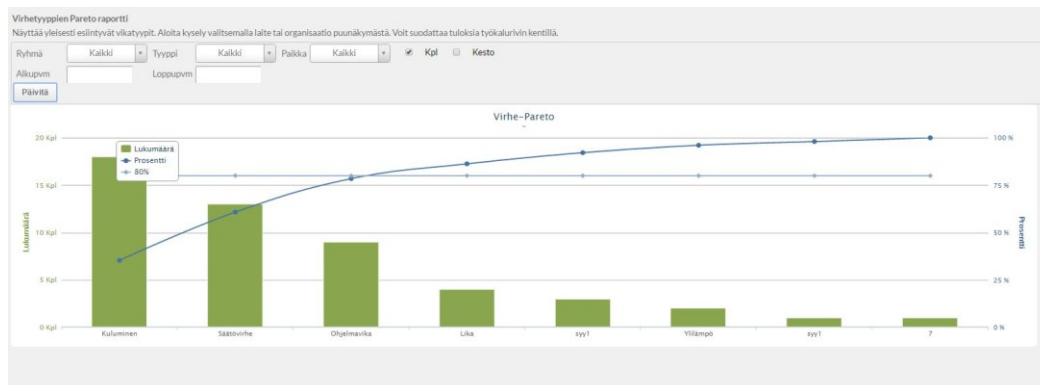 Virhetyyppien Pareto raportti
Näyttää yleisesti esiintyvät vikatyypit. Aloita kysely valitsemalla laite tai organisaatio puunäkymästä. Voit suodattaa tuloksia työkalurivin kentillä.
Ryhmä Kaikki Tyyppi Kaikki Paikka Kaikki Kpl Kesto
Alkupvm Loppupvm
Päivitä
Virhe-Pareto
20 Kpl 100 %
Lukumäärä
Prosentti
80%
15 Kpl 75 %
10 Kpl 50 %
5 Kpl 25 %
0 Kpl 0 %
Lukumäärä
Prosentti
Kuluminen Säätövirhe Ohjelmavika Lika syy1 Ylilämpö syy1 7